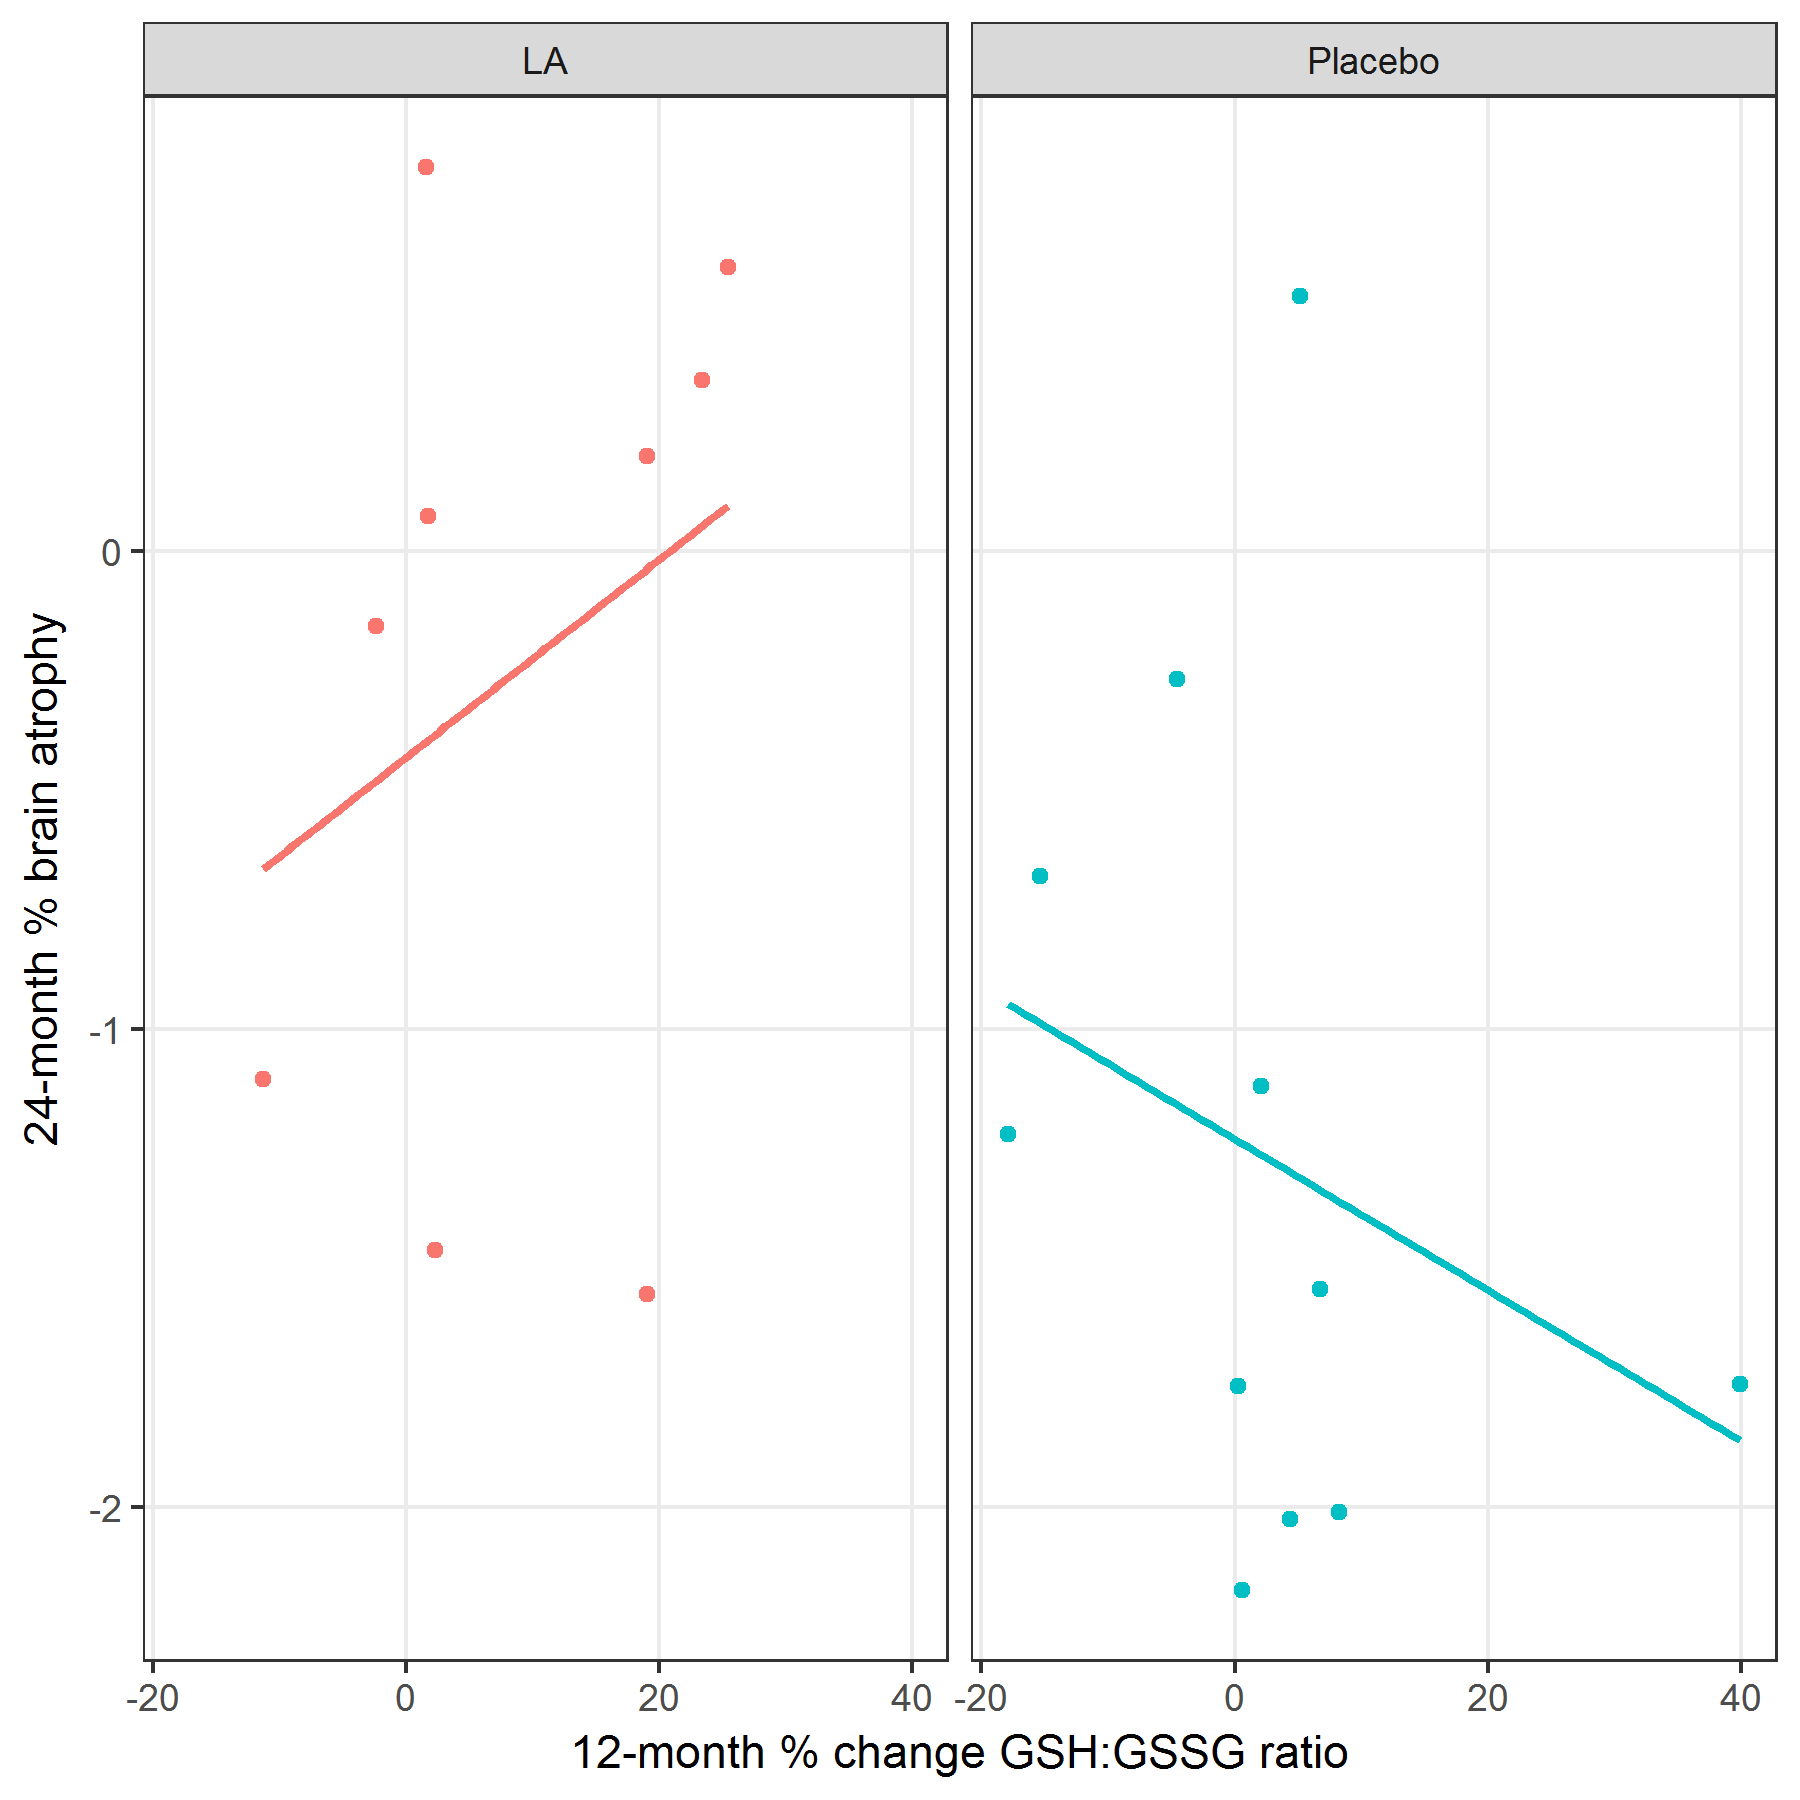 LA
Placebo
24-month % brain atrophy
0
-1
-2
-20 0 20 40
-20 0 20 40
12-month % change GSH:GSSG ratio